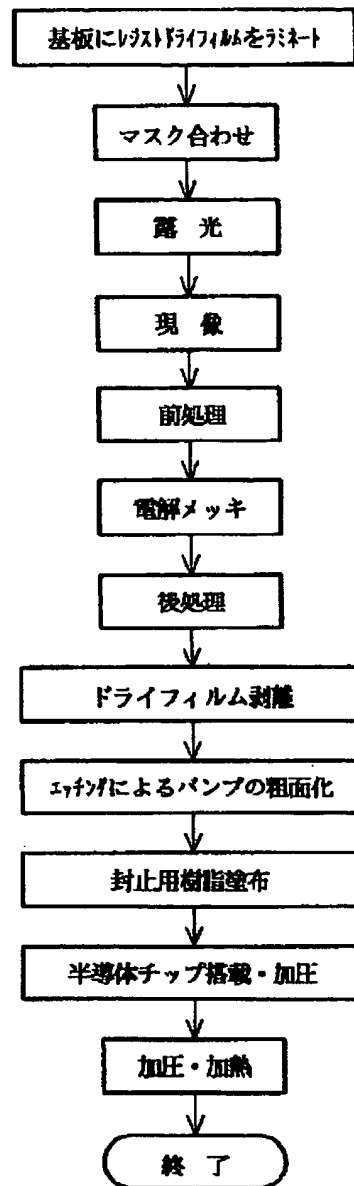 基板にﾚｼﾞｽﾄﾄﾞﾗｲﾌｨﾙﾑをﾗﾐﾈｰﾄ
マスク合わせ
露 光
現 像
前処理
電解メッキ
後処理
ドライフィルム剥離
ｴｯﾁﾝｸﾞによるバンプの粗面化
封止用樹脂塗布
半導体チップ搭載・加圧
加圧・加熱
終 了